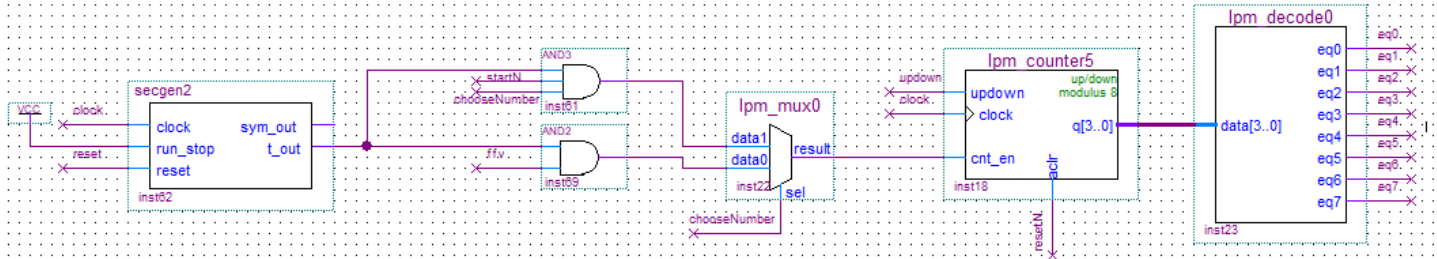 VCC
clock
reset
secgen2
clock
run_stop
reset
sym_out
t_out
inst62
AND3
startN
chooseNumber
inst61
AND2
ff.v
inst69
lpm_mux0
data1
data0
result
sel
inst22
chooseNumber
updown
clock
lpm_counter5
up/down
modulus 8
updown
clock
cnt_en
q[3..0]
aclr
inst18
resetN
lpm_decode0
data[3..0]
eq0
eq1
eq2
eq3
eq4
eq5
eq6
eq7
inst23
eq0
eq1
eq2
eq3
eq4
eq5
eq6
eq7